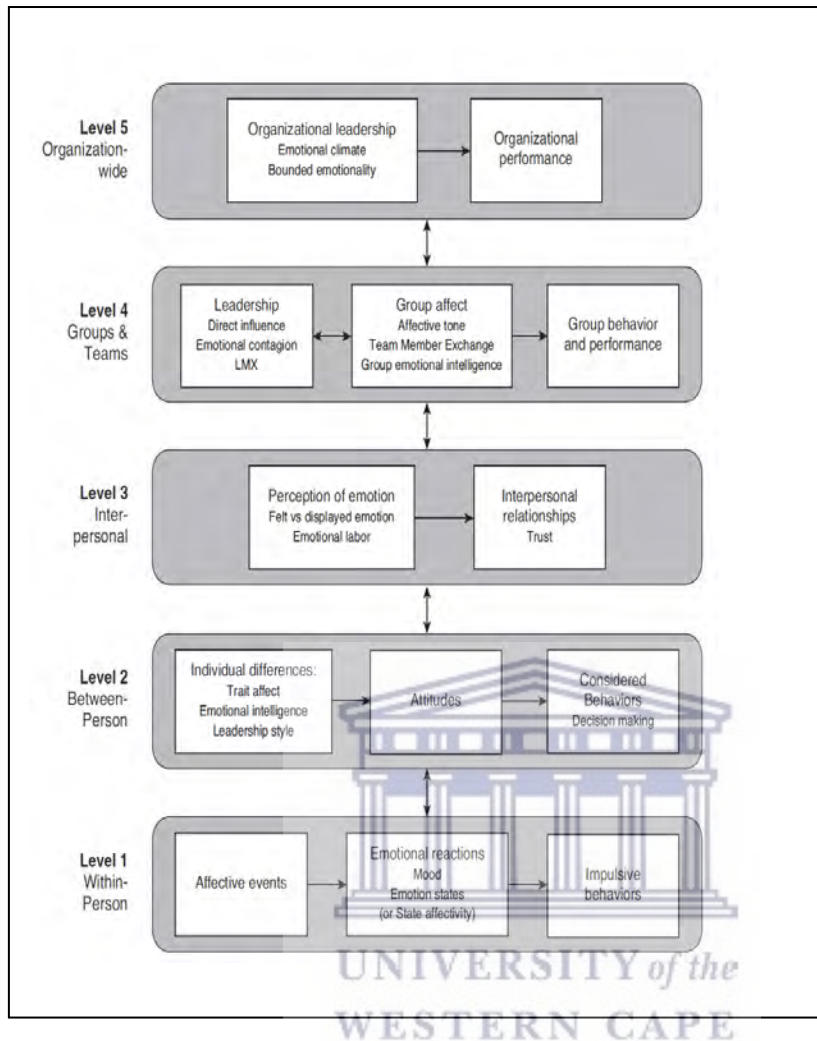 Level 5
Organization-
wide
Organizational leadership
Emotional climate
Bounded emotionality
Organizational
performance
Level 4
Groups &
Teams
Leadership
Direct influence
Emotional contagion
LMX
Group affect
Affective tone
Team Member Exchange
Group emotional intelligence
Group behavior
and performance
Level 3
Inter-
personal
Perception of emotion
Felt vs displayed emotion
Emotional labor
Interpersonal
relationships
Trust
Level 2
Between-
Person
Individual differences:
Trait affect
Emotional intelligence
Leadership style
Attitudes
Considered
Behaviors
Decision making
Level 1
Within-
Person
Affective events
Emotional reactions
Mood
Emotion states
(or State affectivity)
Impulsive
behaviors
UNIVERSITY of the
WESTERN CAPE